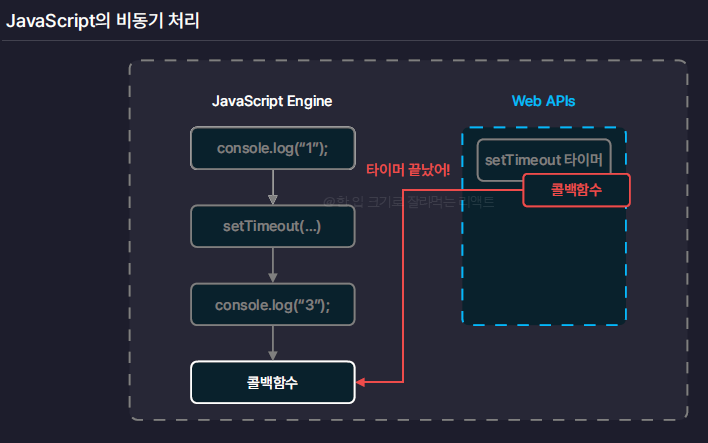 JavaScript의 비동기 처리
JavaScript Engine
Web APIs
console.log("1");
setTimeout 타이머
타이머 끝났어!
콜백함수
@한 입 크기로 잘라먹는 리액트
setTimeout(...)
console.log("3");
콜백함수